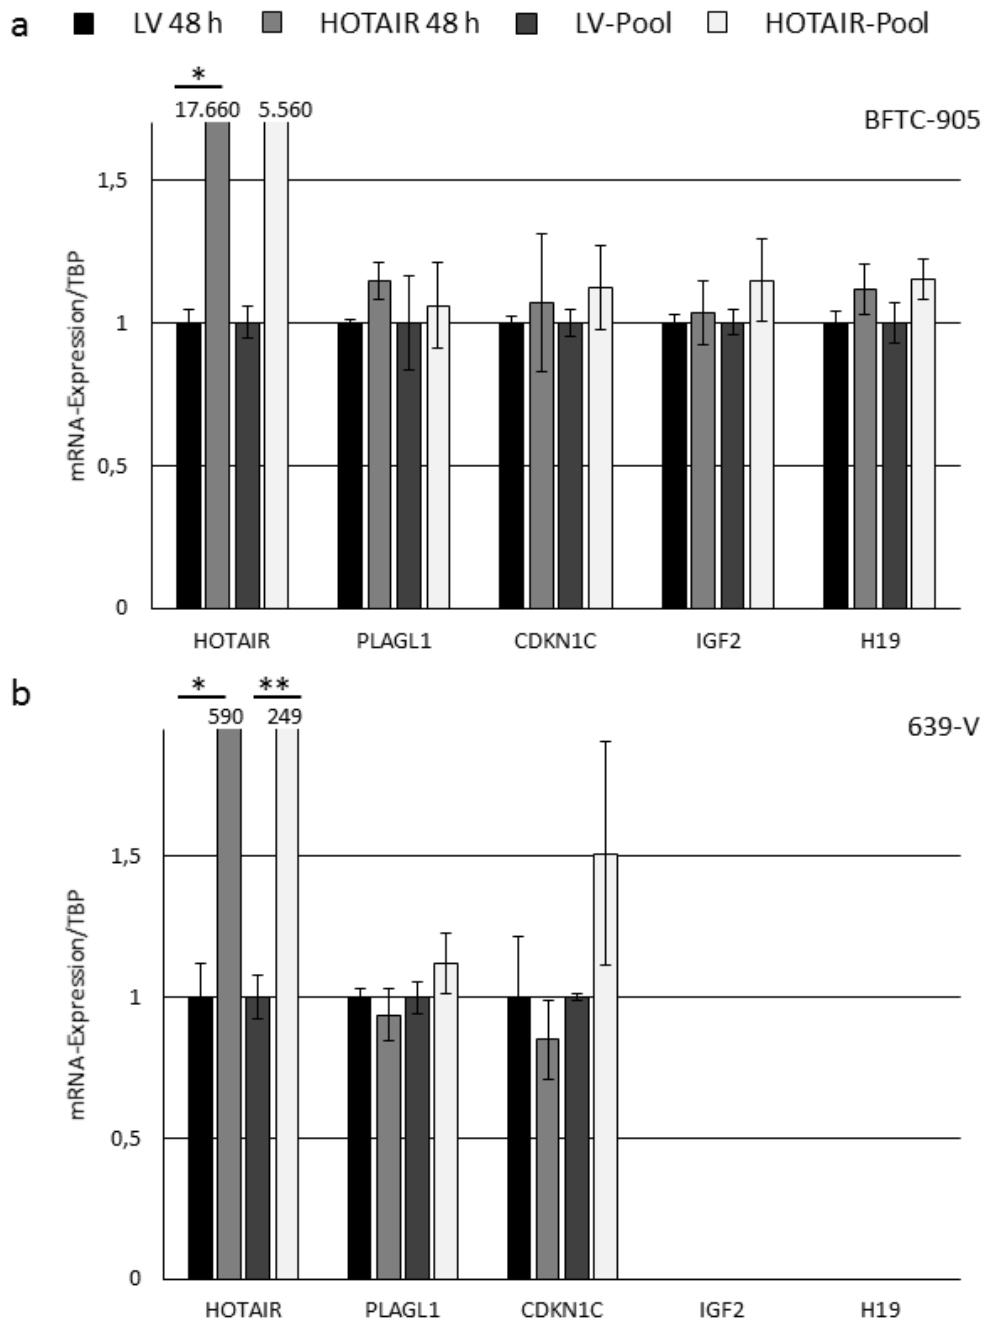 a LV 48 h HOTAIR 48 h LV-Pool HOTAIR-Pool
*
17.660 5.560
BFTC-905
1,5
1
0,5
0
mRNA-Expression/TBP
HOTAIR PLAGL1 CDKN1C IGF2 H19
b
* **
590 249
639-V
1,5
1
0,5
0
mRNA-Expression/TBP
HOTAIR PLAGL1 CDKN1C IGF2 H19